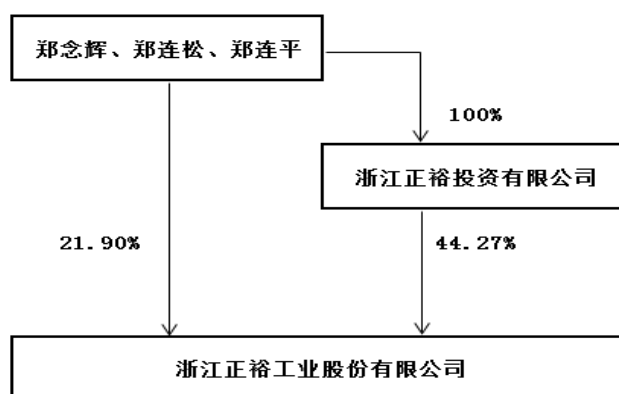 郑念辉、郑连松、郑连平
100%
浙江正裕投资有限公司
21.90%
44.27%
浙江正裕工业股份有限公司